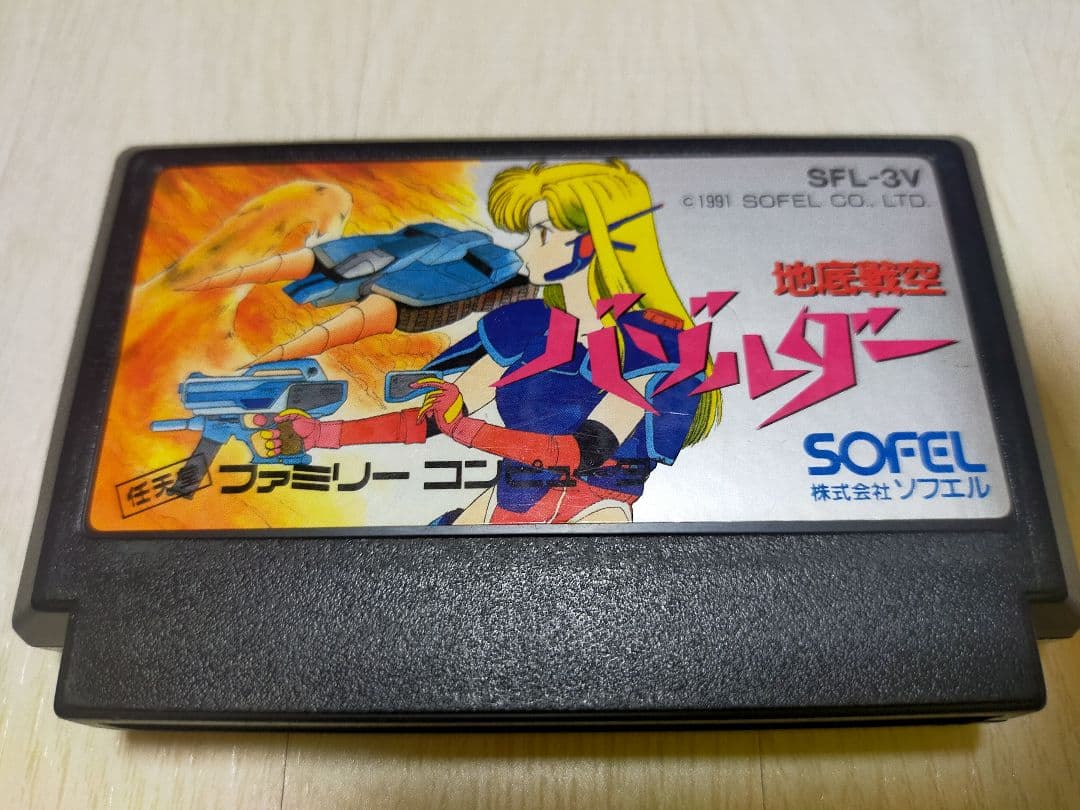 SFL-3V
©1991 SOFEL CO., LTD.
地底戦空
バゾルダー
SOFEL
株式会社 ソフエル
任天堂 ファミリー コンピュータ